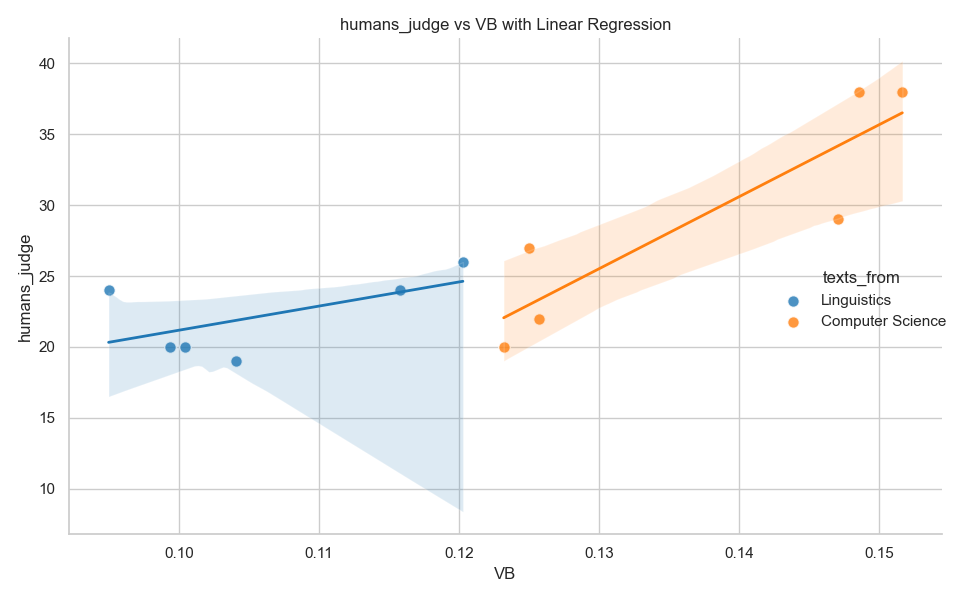 humans_judge vs VB with Linear Regression
40
35
30
25
20
15
10
humans_judge
texts_from
Linguistics
Computer Science
0.10
0.11
0.12
0.13
0.14
0.15
VB